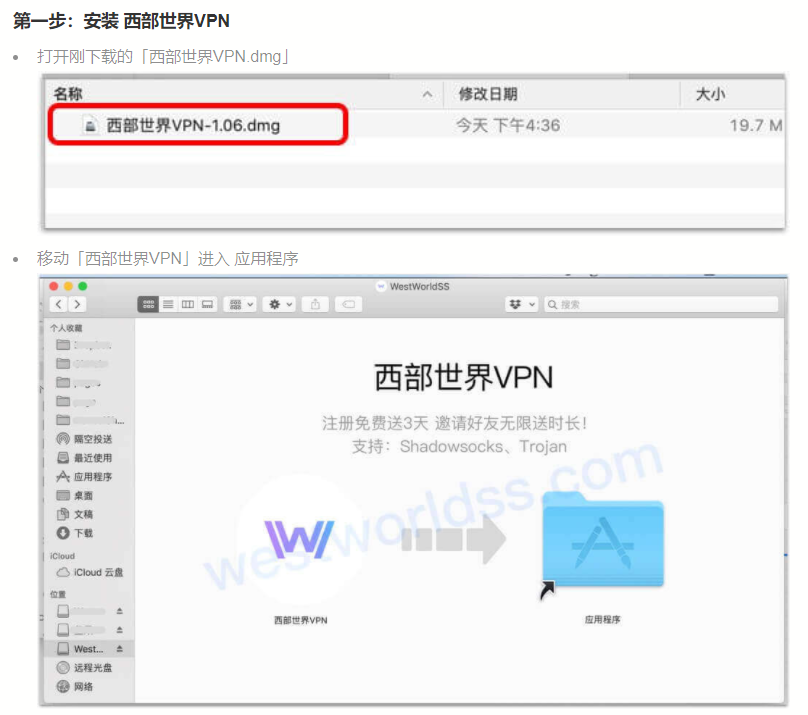 第一步：安装 西部世界VPN
打开刚下载的「西部世界VPN.dmg」
名称 修改日期 大小
西部世界VPN-1.06.dmg 今天 下午4:36 19.7 M
移动「西部世界VPN」进入 应用程序
WestWorldSS
搜索
个人收藏
隔空投送
最近使用
应用程序
桌面
文稿
下载
iCloud
iCloud 云盘
位置
West...
远程光盘
网络
西部世界VPN
注册免费送3天 邀请好友无限送时长！
支持：Shadowsocks、Trojan
westworldss.com
西部世界VPN
应用程序